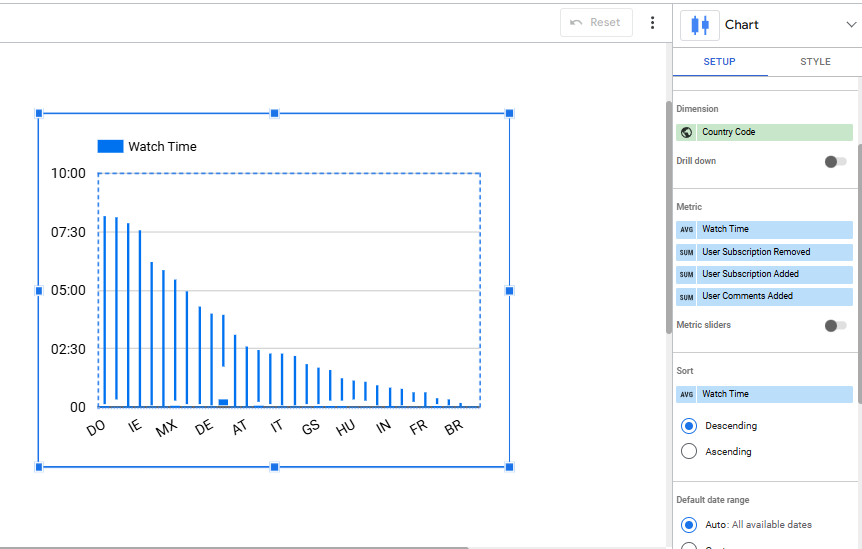 Reset
Chart
SETUP
STYLE
Watch Time
10:00
07:30
05:00
02:30
00
DO IE MX DE AT IT GS HU IN FR BR
Dimension
Country Code
Drill down
Metric
AVG Watch Time
SUM User Subscription Removed
SUM User Subscription Added
SUM User Comments Added
Metric sliders
Sort
AVG Watch Time
Descending
Ascending
Default date range
Auto: All available dates